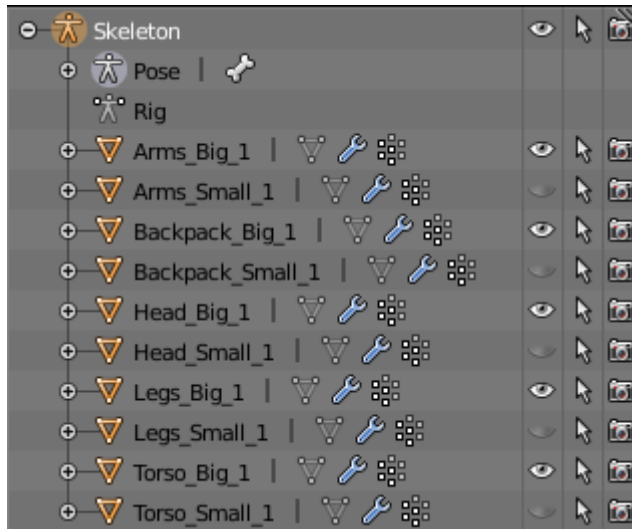 Skeleton
Pose
Rig
Arms_Big_1
Arms_Small_1
Backpack_Big_1
Backpack_Small_1
Head_Big_1
Head_Small_1
Legs_Big_1
Legs_Small_1
Torso_Big_1
Torso_Small_1